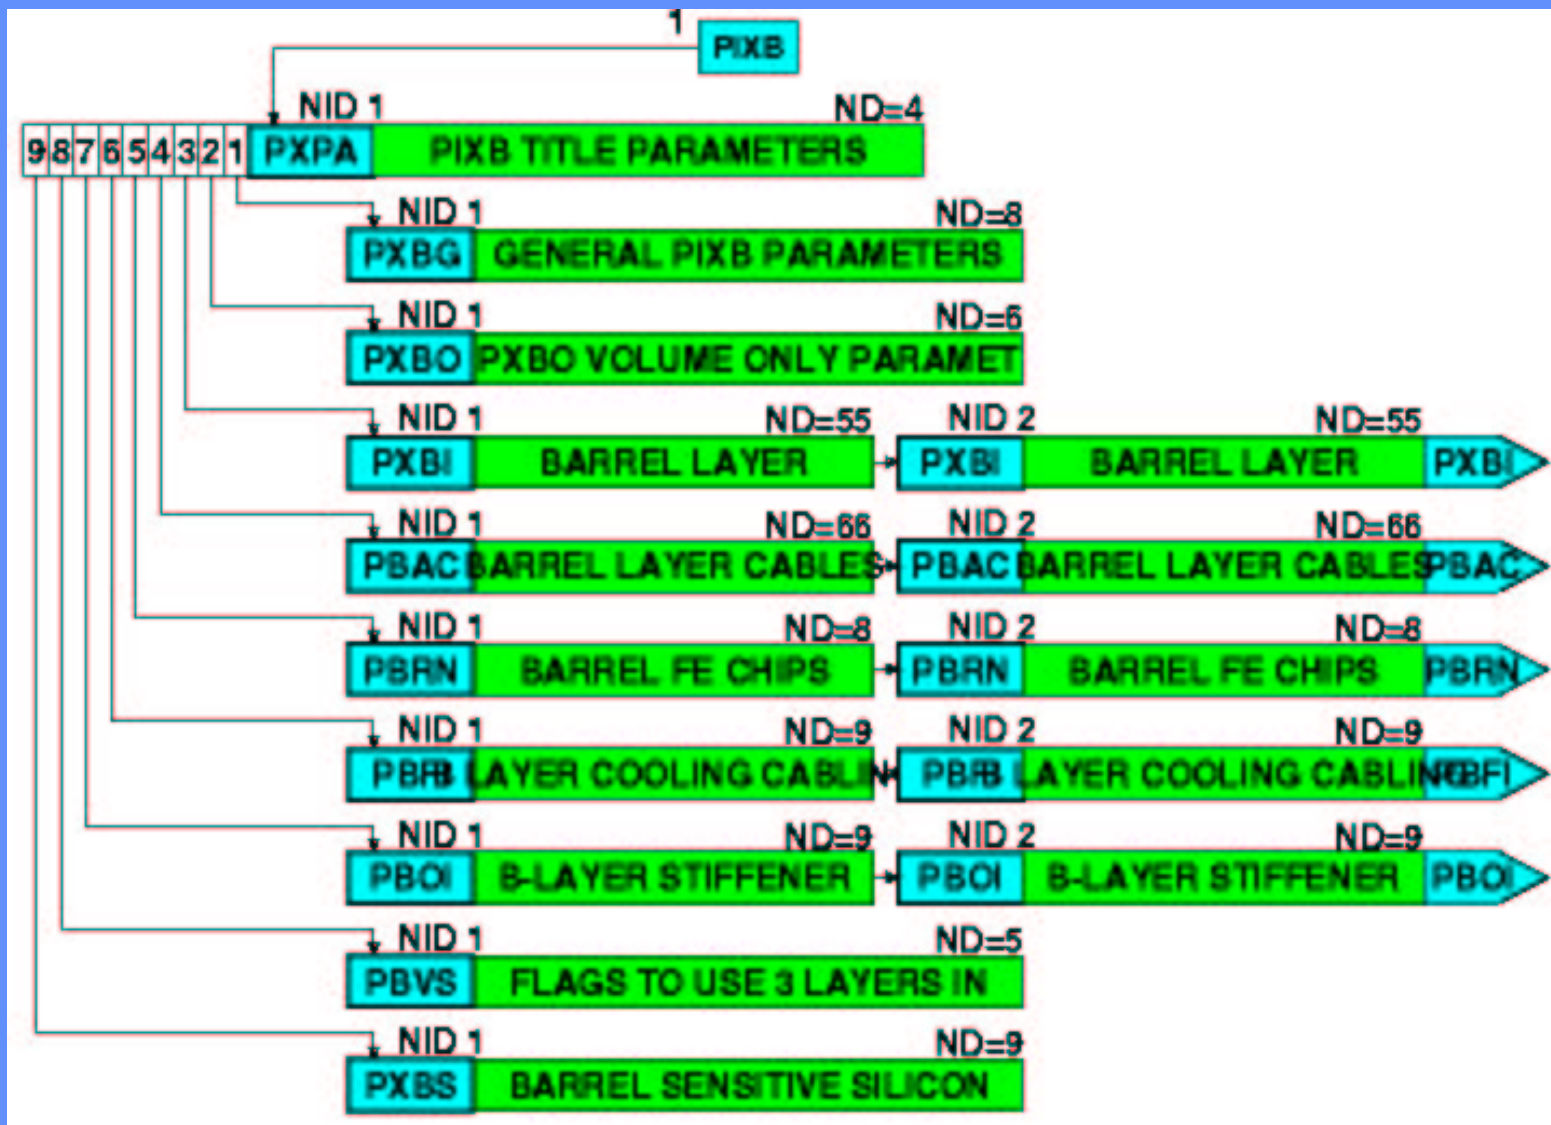 1
PIXB
NID 1 ND=4
9 8 7 6 5 4 3 2 1 PXPA PIXB TITLE PARAMETERS
NID 1 ND=8
PXBG GENERAL PIXB PARAMETERS
NID 1 ND=6
PXBO PXBO VOLUME ONLY PARAMET
NID 1 ND=55 NID 2 ND=55
PXBI BARREL LAYER PXBI BARREL LAYER PXBI
NID 1 ND=66 NID 2 ND=66
PBAC BARREL LAYER CABLES PBAC BARREL LAYER CABLES PBAC
NID 1 ND=8 NID 2 ND=8
PBRN BARREL FE CHIPS PBRN BARREL FE CHIPS PBRN
NID 1 ND=9 NID 2 ND=9
LAYER COOLING CABLIN LAYER COOLING PBFI
NID 1 ND=9 NID 2 ND=9
PBOI B-LAYER STIFFENER PBOI B-LAYER STIFFENER PBOI
NID 1 ND=5
PBVS FLAGS TO USE 3 LAYERS IN
NID 1 ND=9
PXBS BARREL SENSITIVE SILICON